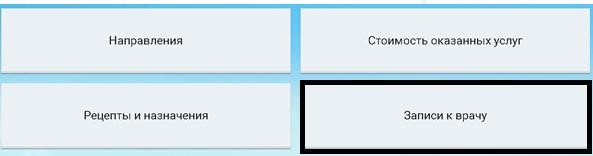 Направления
Стоимость оказанных услуг
Рецепты и назначения
Записи к врачу